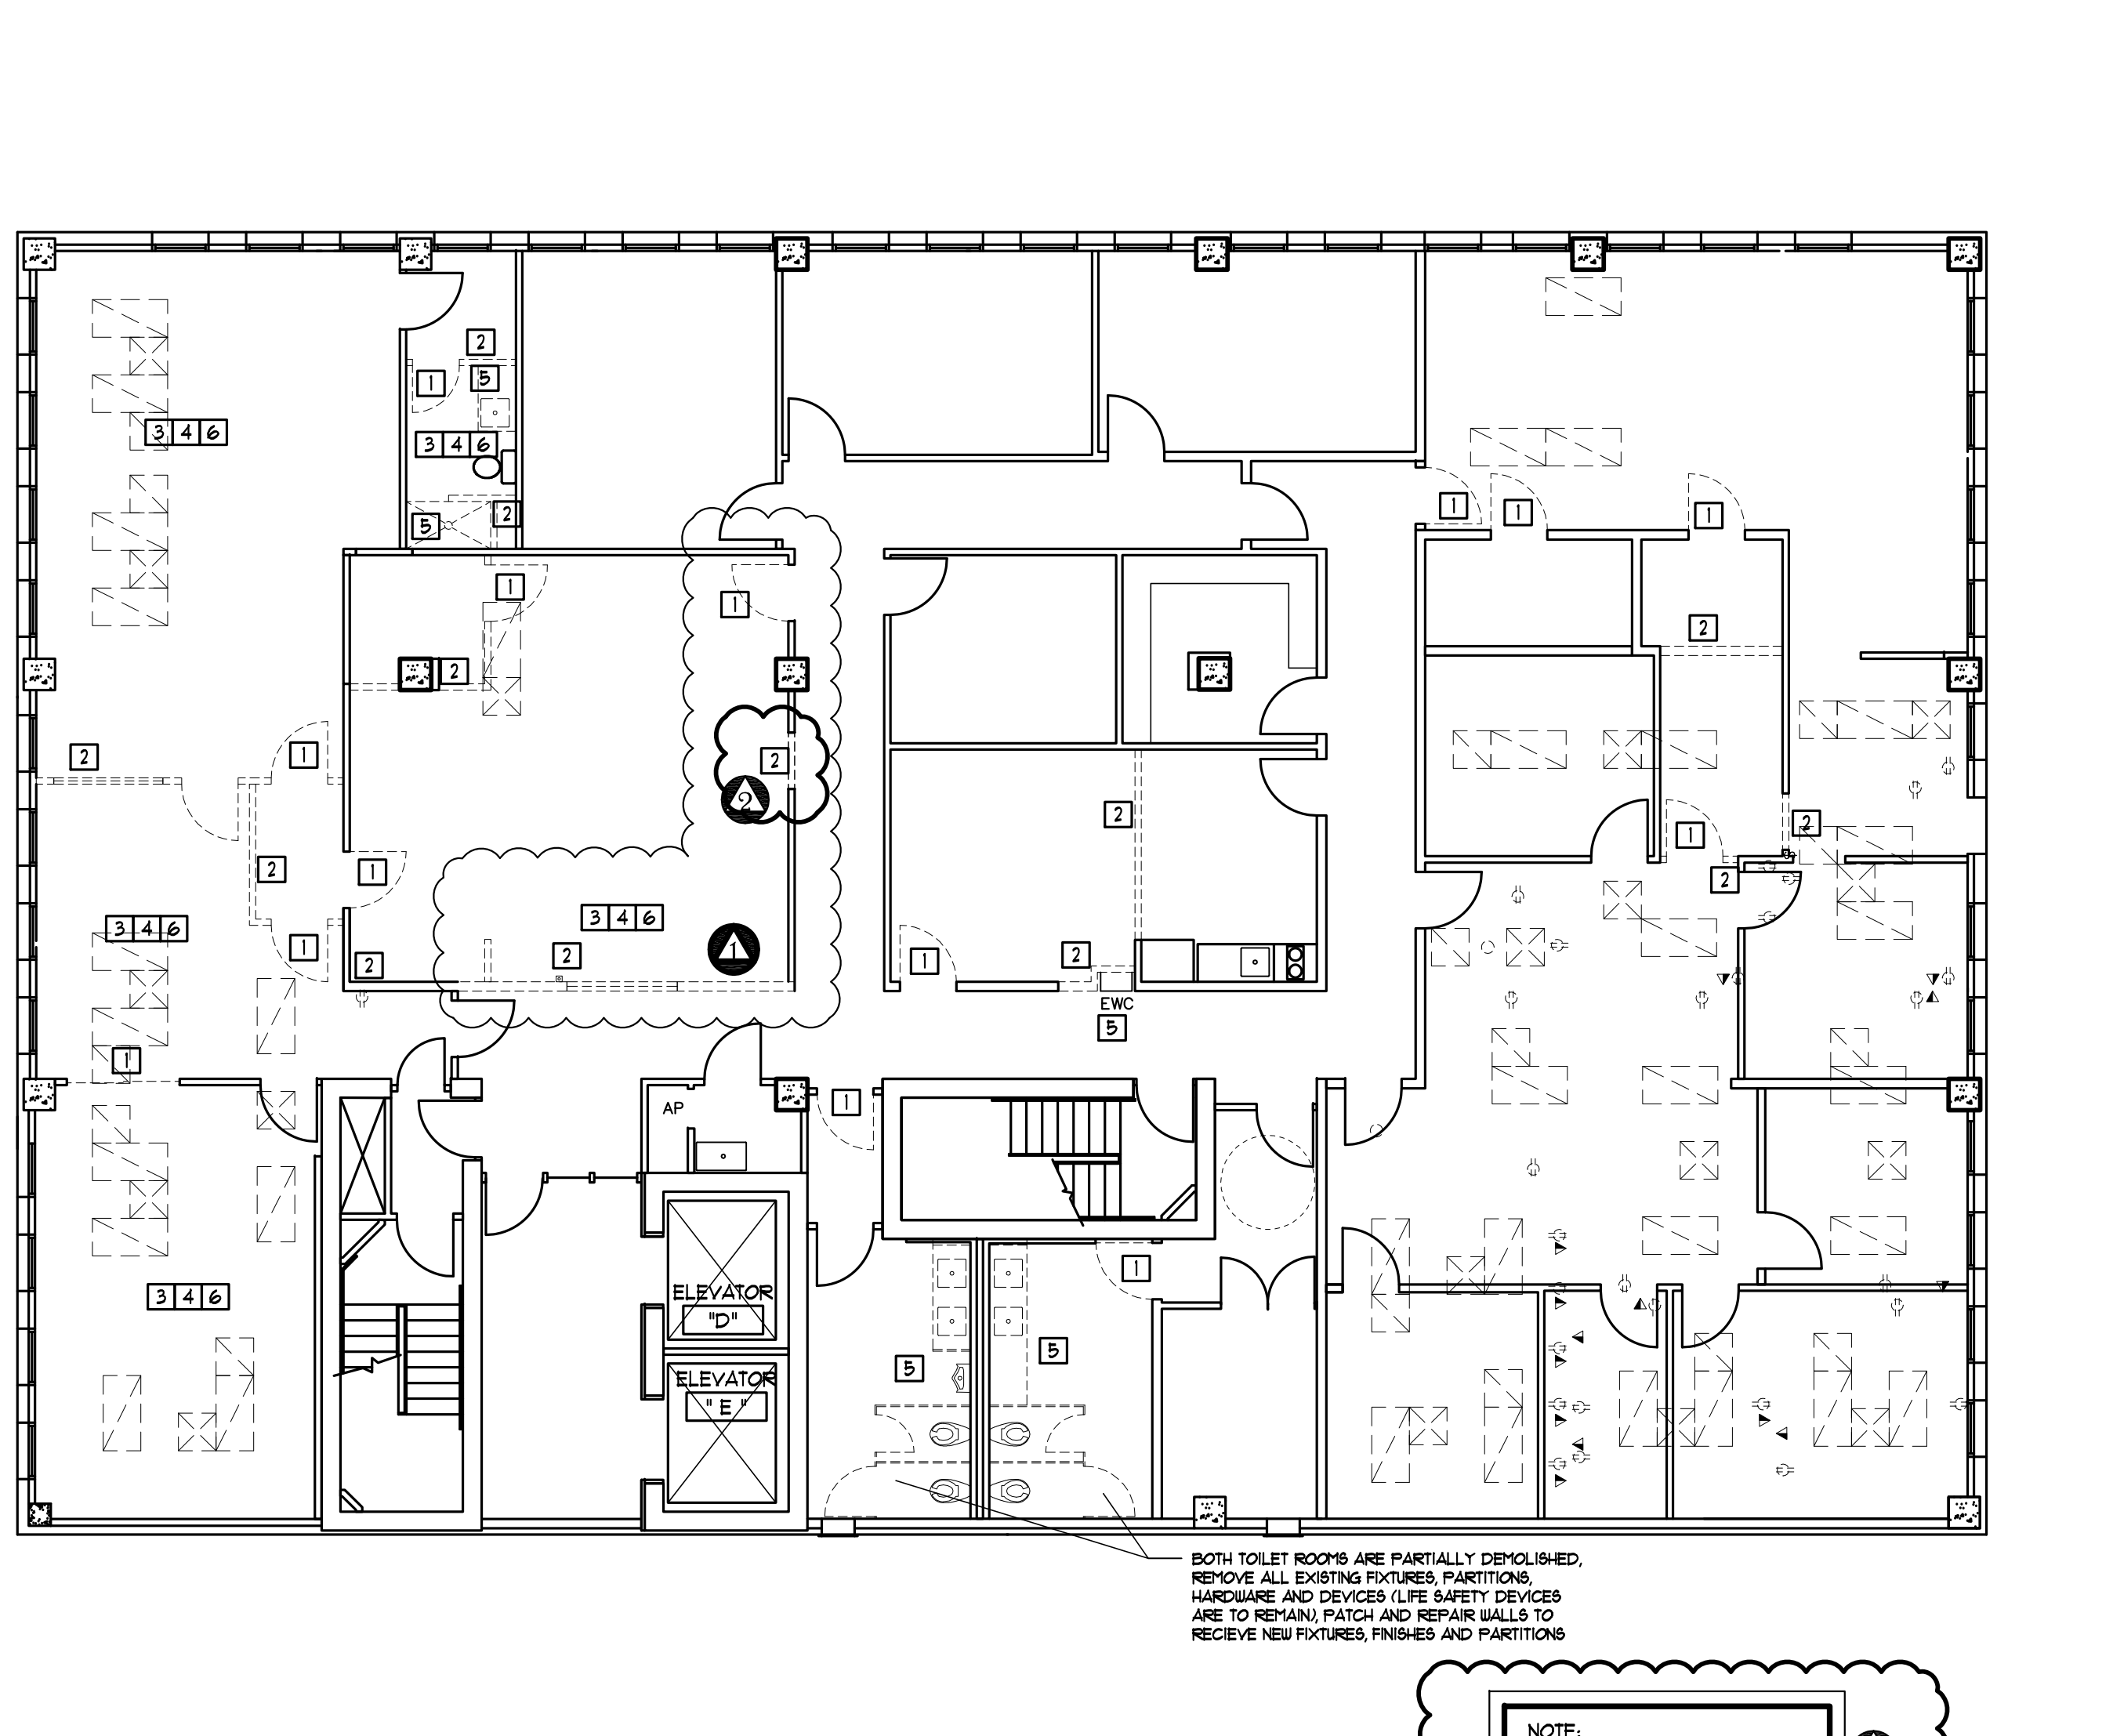 2
1
5
3 4 6
3 4 6
5
2
1
1
1
1
1
2
2
2
1
2
2
2
1
2
1
2
1
2
3 4 6
3 4 6
1
2
1
2
2
1
EWC
5
1
AP
1
1
3 4 6
ELEVATOR
"D"
5
5
ELEVATOR
"E"
BOTH TOILET ROOMS ARE PARTIALLY DEMOLISHED,
REMOVE ALL EXISTING FIXTURES, PARTITIONS,
HARDWARE AND DEVICES (LIFE SAFETY DEVICES
ARE TO REMAIN), PATCH AND REPAIR WALLS TO
RECIEVE NEW FIXTURES, FINISHES AND PARTITIONS
NOTE: